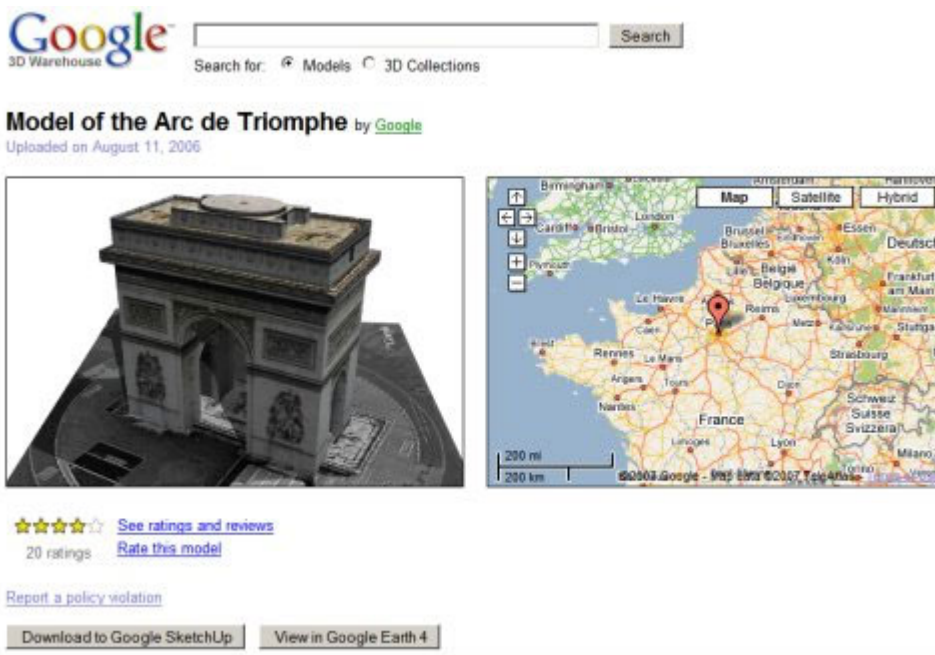 Google
3D Warehouse
Search
Search for: Models 3D Collections
Model of the Arc de Triomphe by Google
Uploaded on August 11, 2006
Map Satellite Hybrid
Birmingham
London
Cardiff Bristol
Plymouth
Brussel
Bruxelles
Essen
Deutsch
Köln
Lille
België
Belgique
Frankfurt
am Main
Le Havre
Luxembourg
Reims
Caen
Metz
Karlsruhe
Stuttga
Brest
Rennes
Le Mans
Strasbourg
Angers
Tours
Dijon
Nantes
Schweiz
Suisse
Svizzera
France
Limoges
Lyon
Milano
Torino
200 mi
200 km
See ratings and reviews
20 ratings
Rate this model
Report a policy violation
Download to Google SketchUp View in Google Earth 4